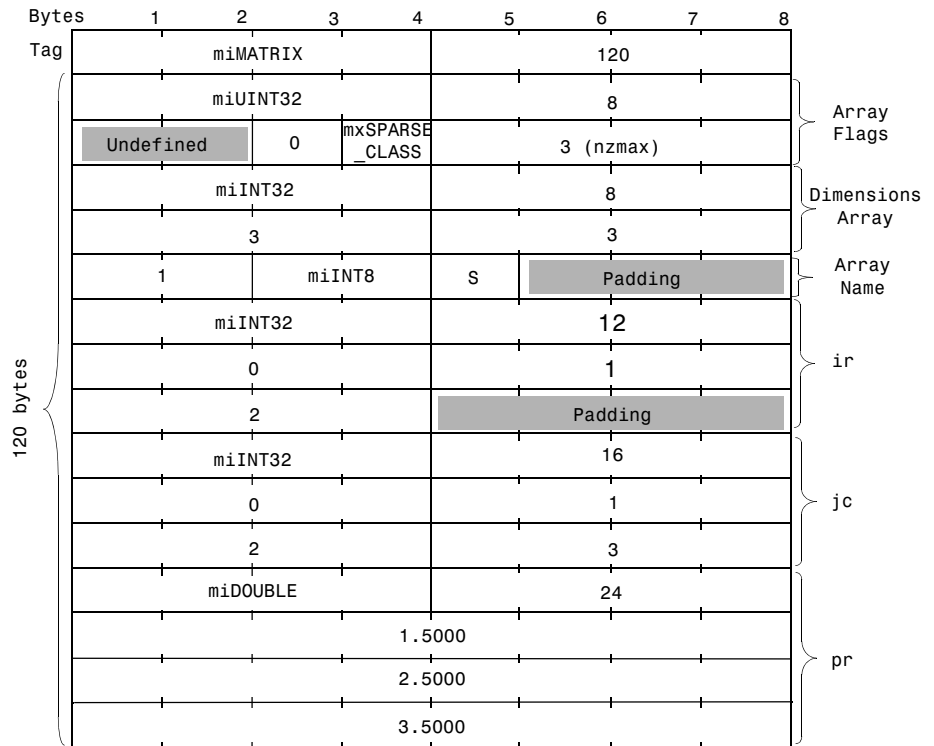 Bytes 1 2 3 4 5 6 7 8
Tag miMATRIX 120
miUINT32 8
Array
Flags
Undefined 0 mxSPARSE
_CLASS 3 (nzmax)
miINT32 8
Dimensions
Array
3 3
1 miINT8 S Padding
Array
Name
miINT32 12
0 1
ir
2 Padding
120 bytes
miINT32 16
0 1
jc
2 3
miDOUBLE 24
1.5000
pr
2.5000
3.5000